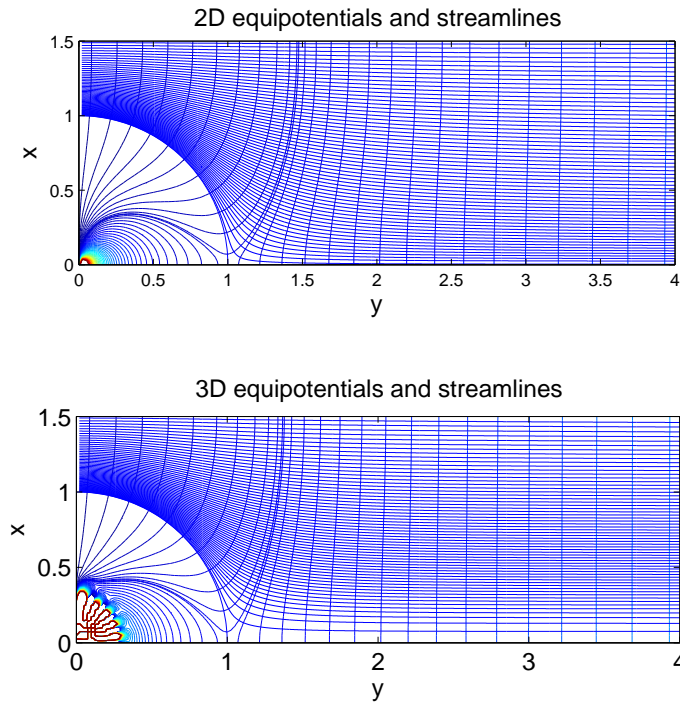 2D equipotentials and streamlines
1.5
1
0.5
0
x
0 0.5 1 1.5 2 2.5 3 3.5 4
y
3D equipotentials and streamlines
1.5
1
0.5
0
x
0 1 2 3 4
y